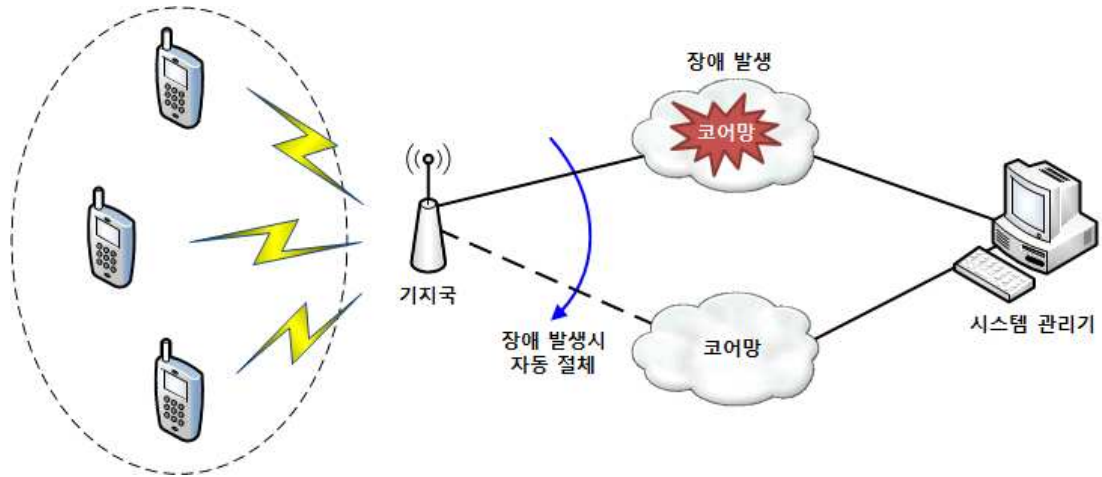 장애 발생
코어망
기지국
장애 발생시
자동 절체
코어망
시스템 관리기